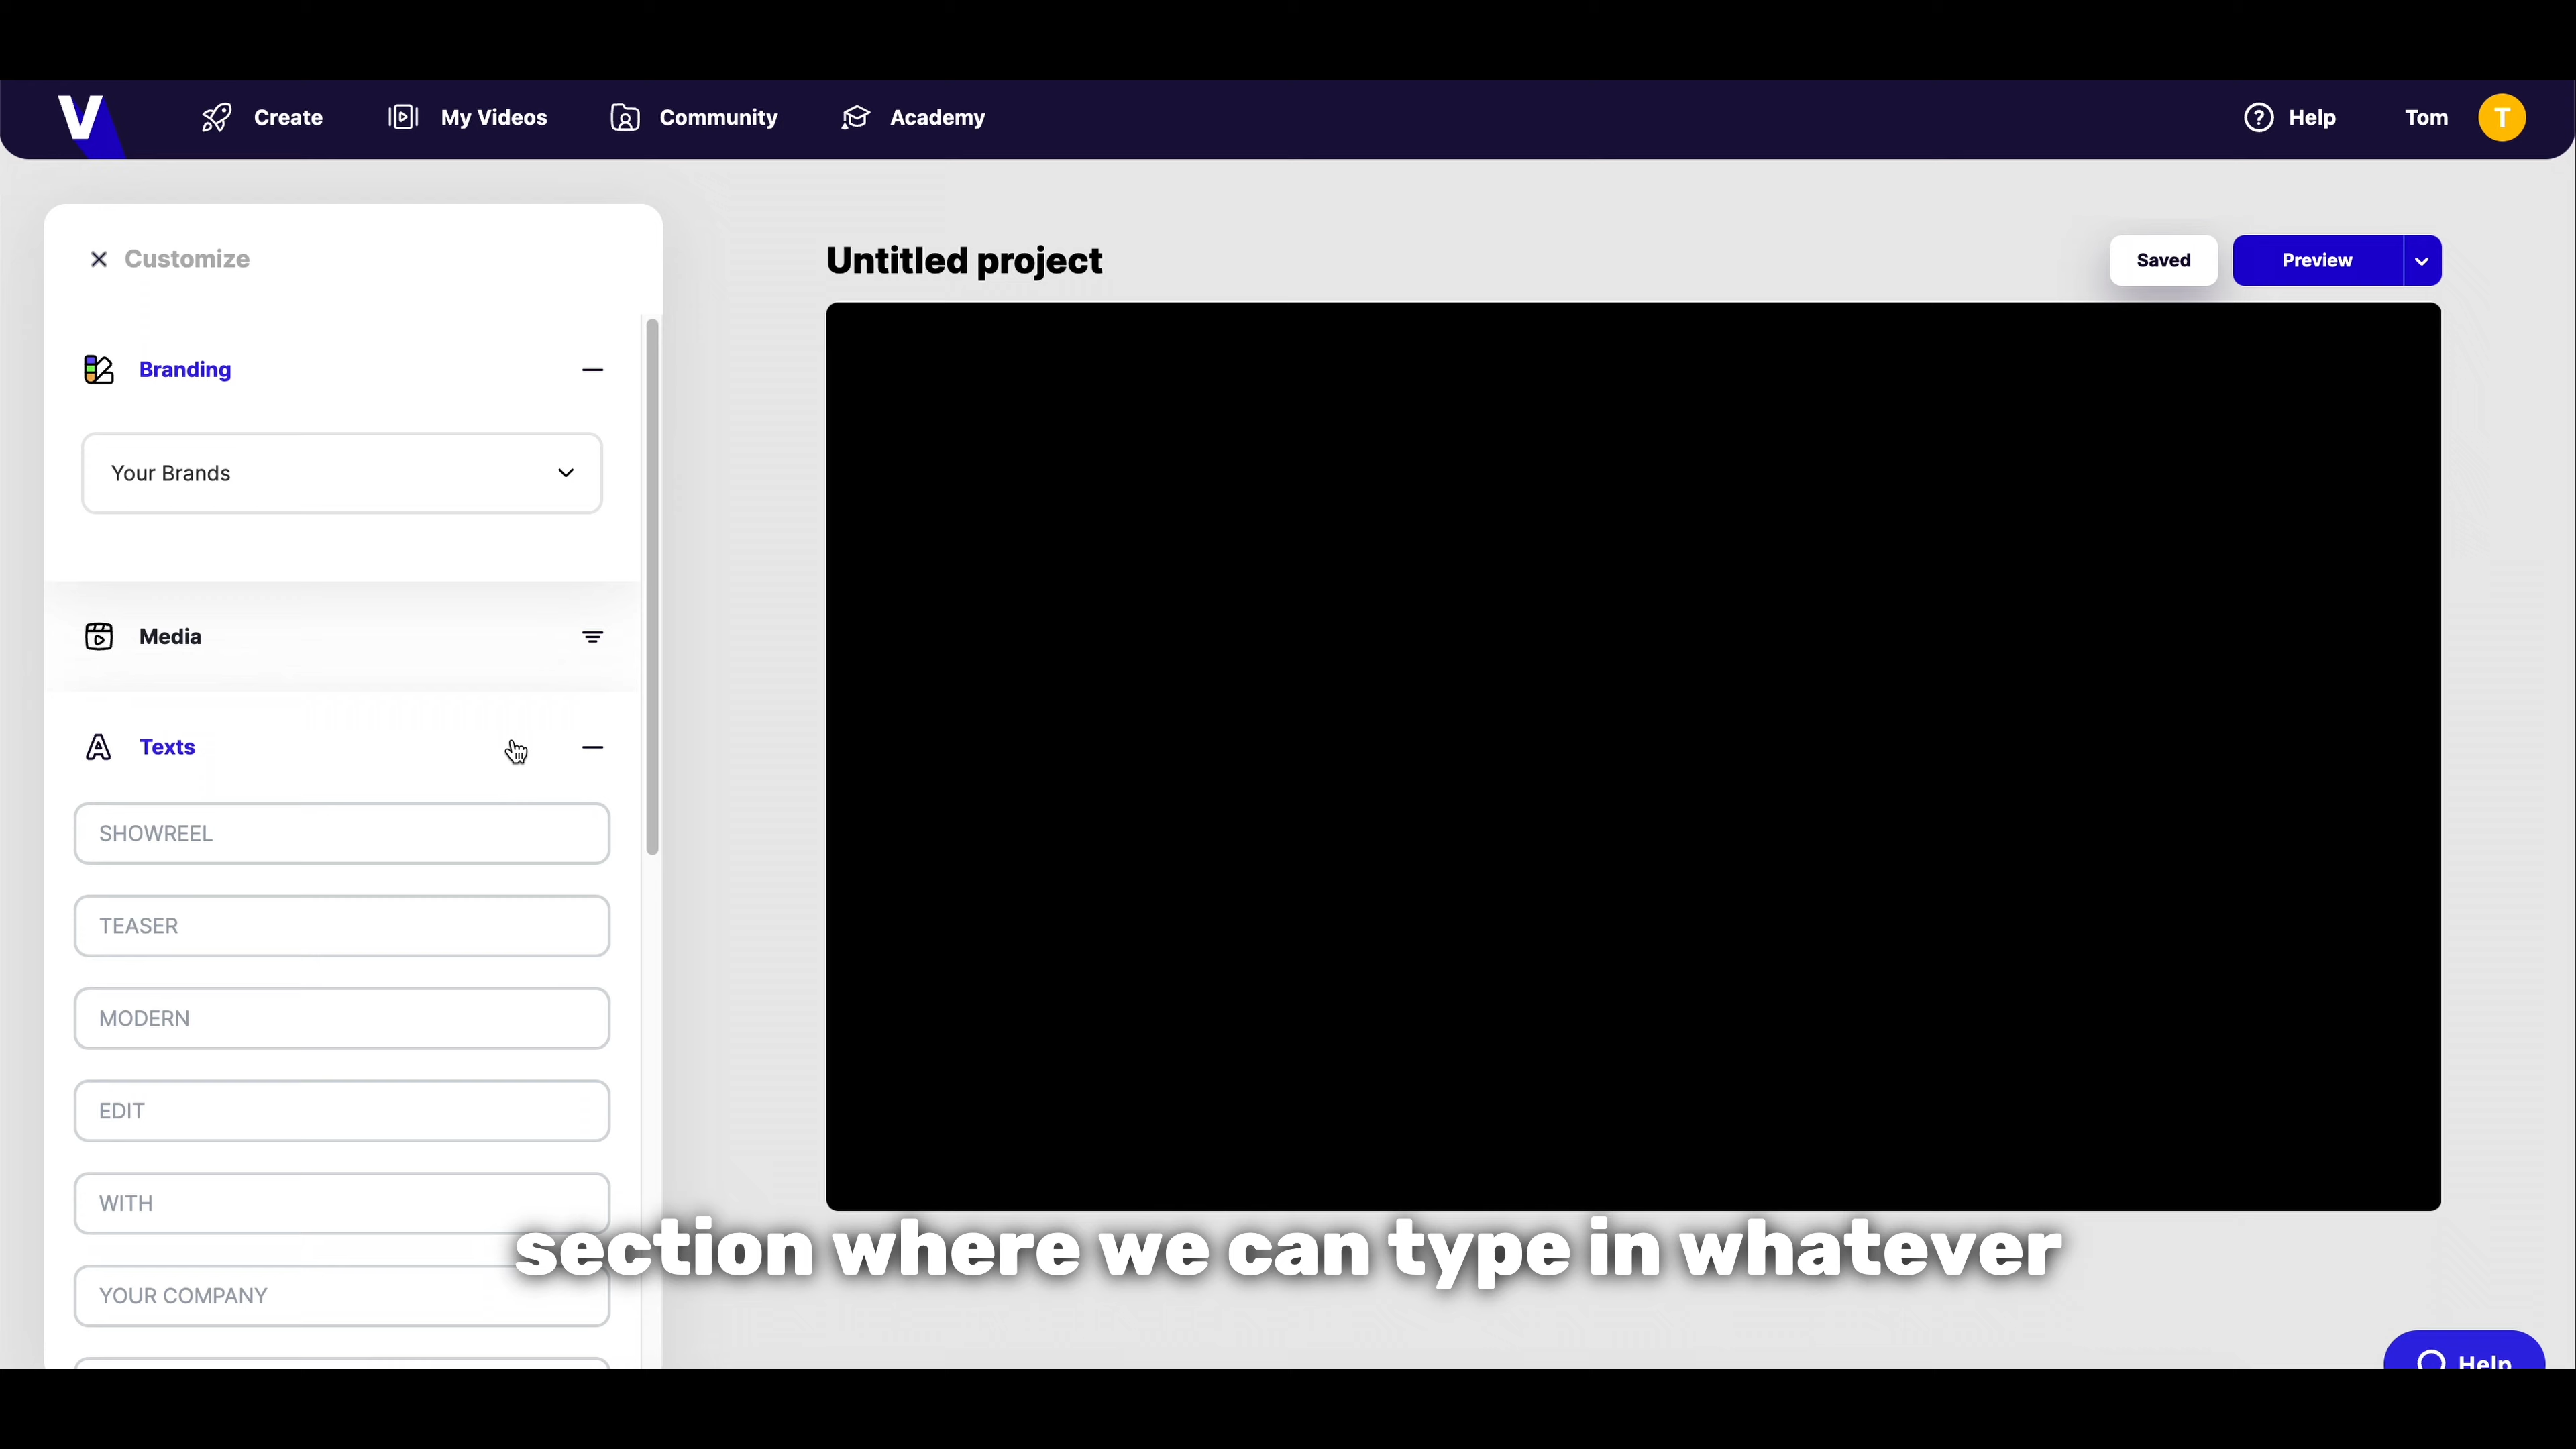 V
Create
My Videos
Community
Academy
Help
Tom
T
Customize
Branding
Your Brands
Media
Texts
SHOWREEL
TEASER
MODERN
EDIT
WITH
YOUR COMPANY
Untitled project
Saved
Preview
section where we can type in whatever
Help